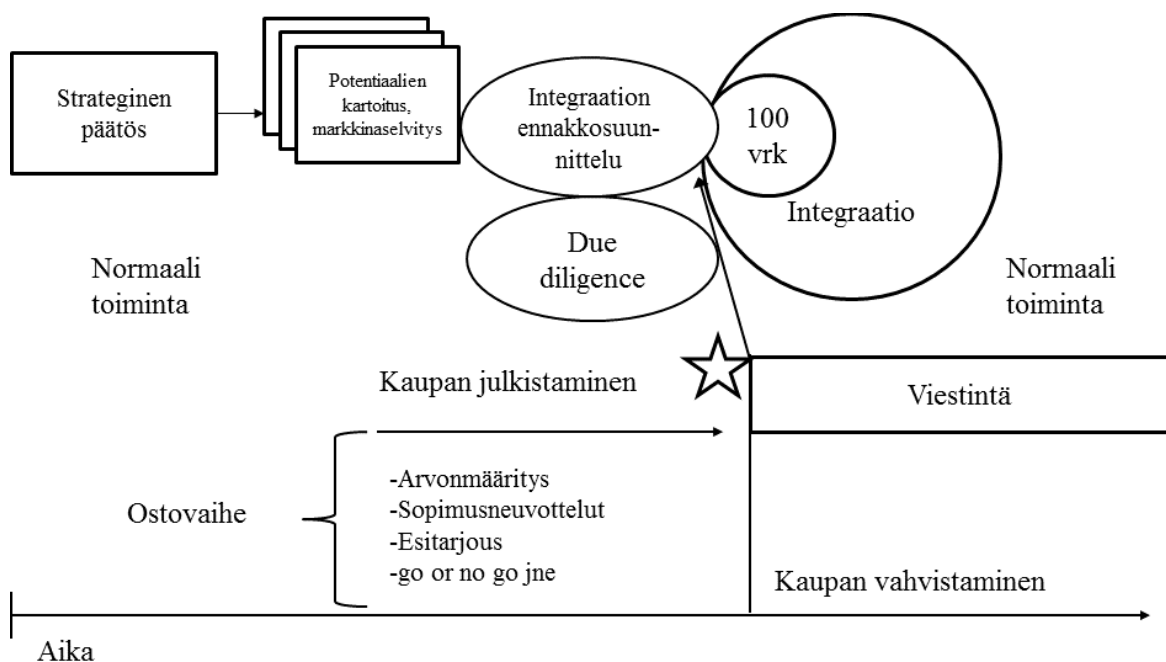 Strateginen
päätös
Potentiaalien
kartoitus,
markkinaselvitys
Integraation
ennakkosuun-
nittelu
100
vrk
Integraatio
Due
diligence
Normaali
toiminta
Normaali
toiminta
Kaupan julkistaminen
Viestintä
Ostovaihe
-Arvonmääritys
-Sopimusneuvottelut
-Esitarjous
-go or no go jne
Kaupan vahvistaminen
Aika